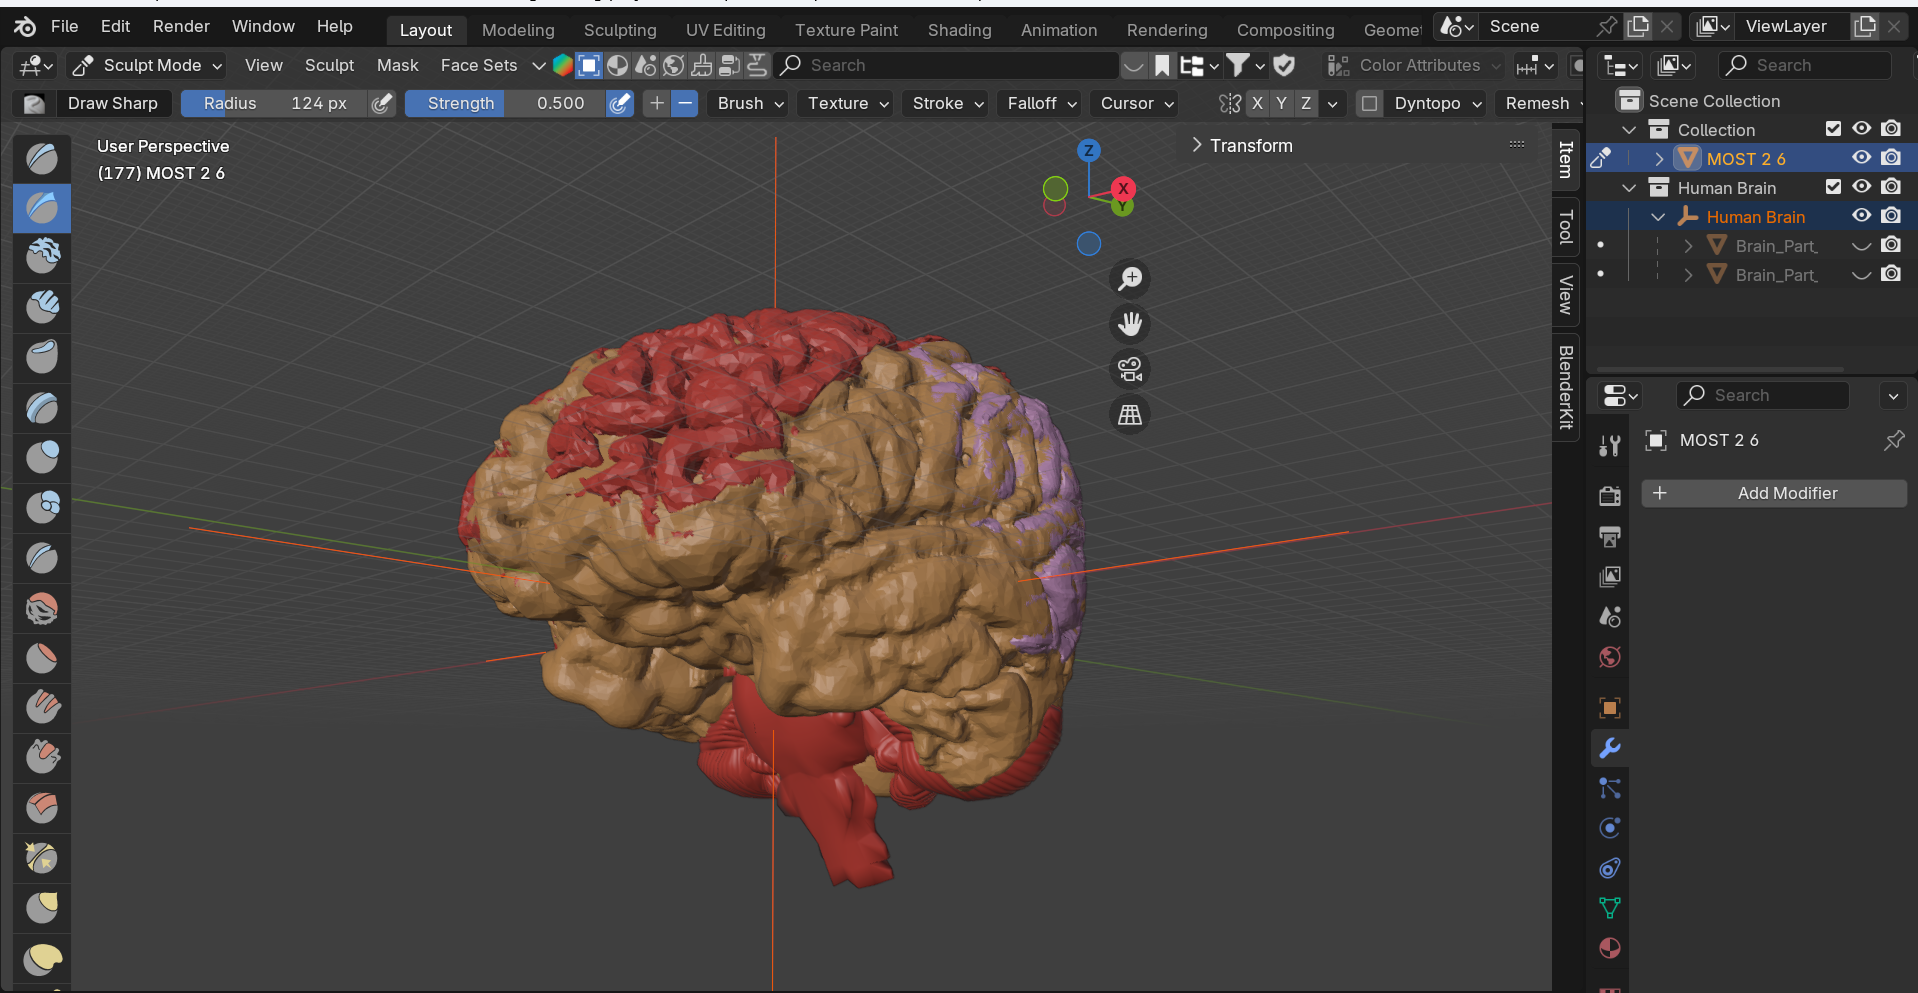 File Edit Render Window Help Layout Modeling Sculpting UV Editing Texture Paint Shading Animation Rendering Compositing Scene ViewLayer
Sculpt Mode View Sculpt Mask Face Sets Search Color Attributes Search
Draw Sharp Radius 124 px Strength 0.500 Brush Texture Stroke Falloff Cursor X Y Z Dyntopo Remesh
User Perspective
(177) MOST 2 6
Z
X
Y
Transform
Item
Tool
View
BlenderKit
Scene Collection
Collection
MOST 2 6
Human Brain
Human Brain
Brain_Part_
Brain_Part_
Search
MOST 2 6
Add Modifier